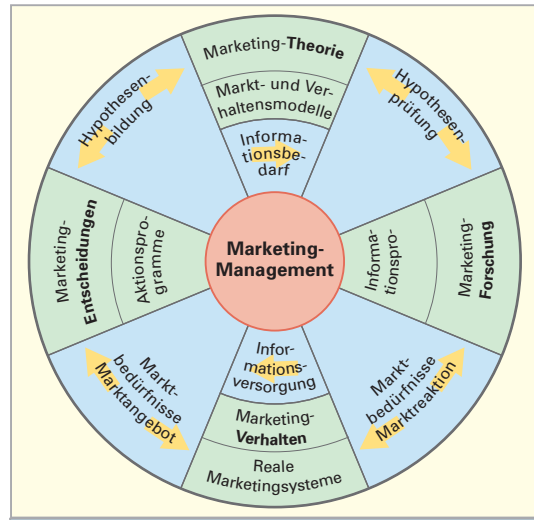 Marketing-Theorie
Markt- und Ver-
haltensmodelle
Informa-
tionsbe-
darf
Hypothesen-
bildung
Hypothesen-
prüfung
Marketing-
Entscheidungen
Aktionspro-
gramme
Marketing-
Management
Informa-
tionspro-
Marketing-
Forschung
Infor-
mations-
versorgung
Marketing-
Verhalten
Reale
Marketingsysteme
Markt-
bedürfnisse
Marktangebot
Markt-
bedürfnisse
Marktreaktion